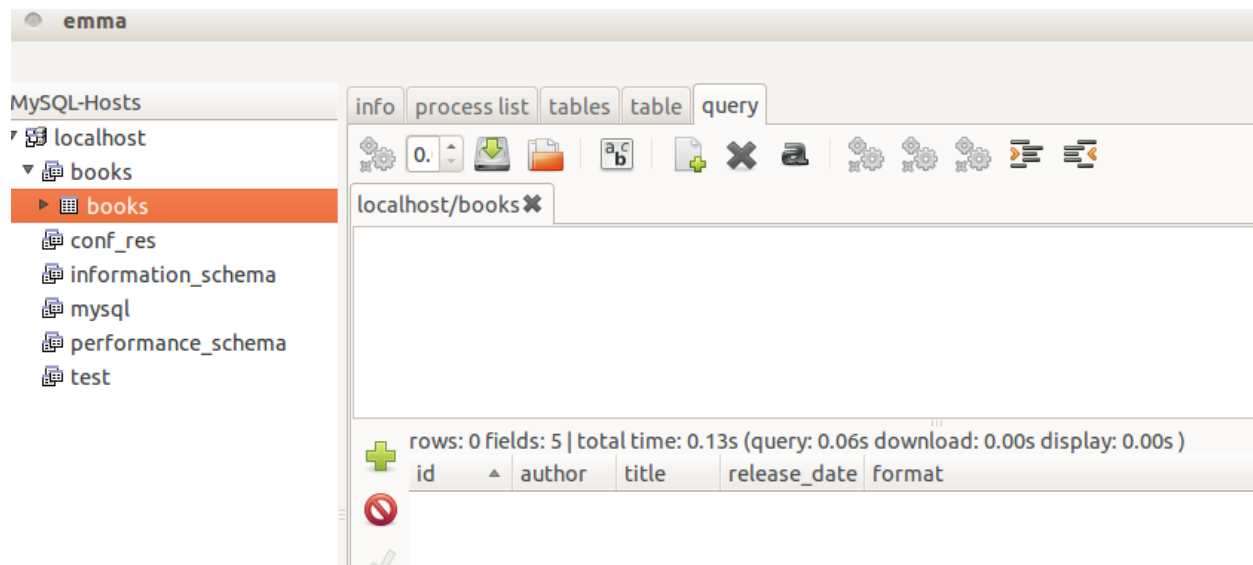 emma
MySQL-Hosts
localhost
books
books
conf_res
information_schema
mysql
performance_schema
test
info process list tables table query
0.
localhost/books
rows: 0 fields: 5 | total time: 0.13s (query: 0.06s download: 0.00s display: 0.00s )
id author title release_date format